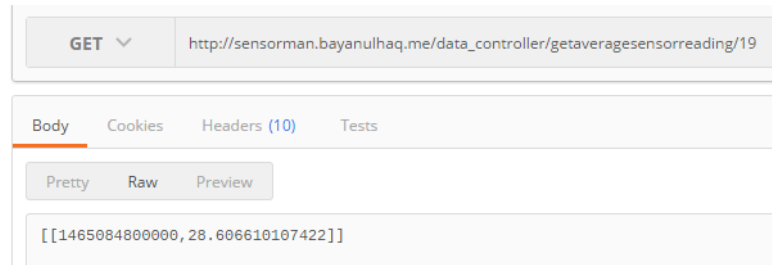 GET http://sensorman.bayanulhaq.me/data_controller/getaveragesensorreading/19
Body Cookies Headers (10) Tests
Pretty Raw Preview
[[1465084800000,28.606610107422]]